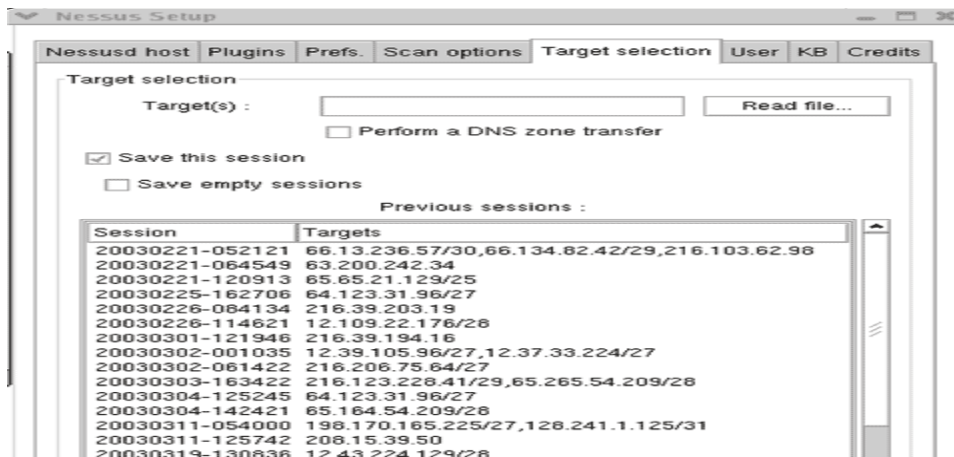 Nessus Setup
Nessusd host Plugins Prefs. Scan options Target selection User KB Credits
Target selection
Target(s) : Read file...
Perform a DNS zone transfer
Save this session
Save empty sessions
Previous sessions :
Session Targets
20030221-052121 66.13.236.57/30,66.134.82.42/29,216.103.62.98
20030221-064549 63.200.242.34
20030221-120913 65.65.21.129/25
20030225-162706 64.123.31.96/27
20030226-084134 216.39.203.19
20030226-114621 12.109.22.176/28
20030301-121946 216.39.194.16
20030302-001035 12.39.105.96/27,12.37.33.224/27
20030302-061422 216.206.75.64/27
20030303-163422 216.123.228.41/29,65.265.54.209/28
20030304-125245 64.123.31.96/27
20030304-142421 65.164.54.209/28
20030311-054000 198.170.165.225/27,128.241.1.125/31
20030311-125742 208.15.39.50
20030319-130836 12.43.224.129/28